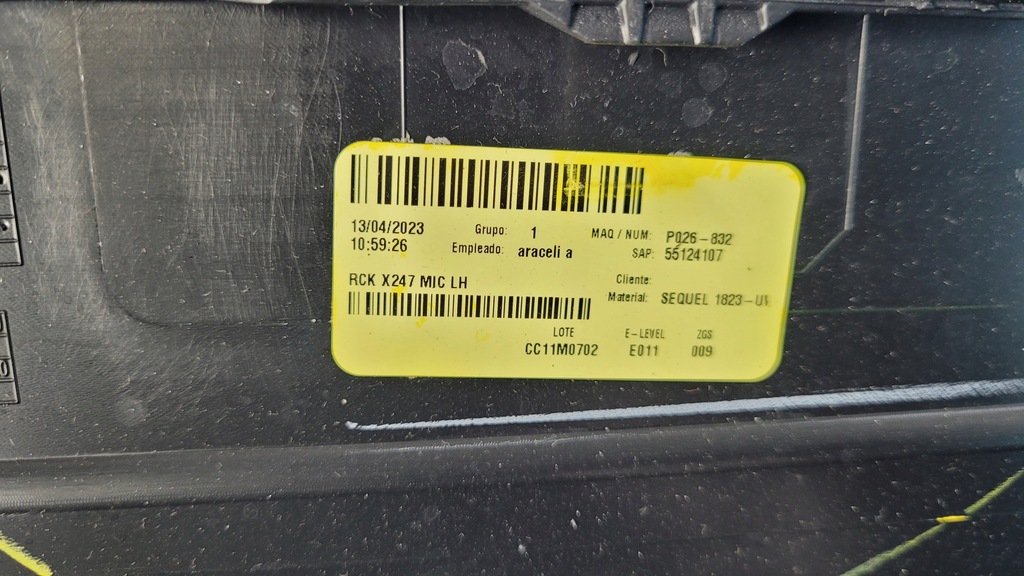 13/04/2023 Grupo: 1 MAQ / NUM: P026-832
10:59:26 Empleado: araceli a SAP: 55124107
RCK X247 MIC LH Cliente:
Material: SEQUEL 1823-UV
LOTE E-LEVEL ZGS
CC11M0702 E011 009